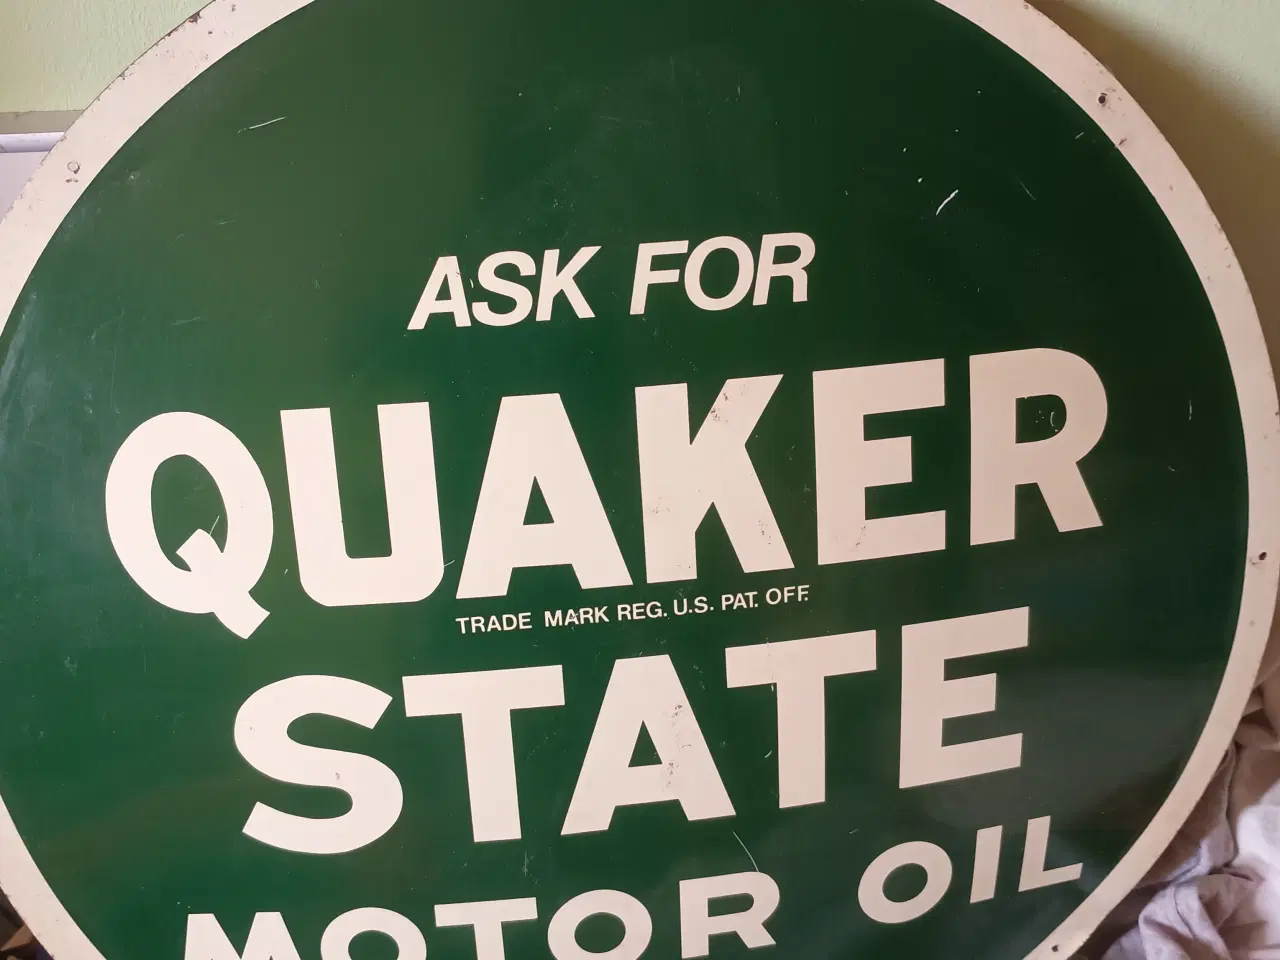 ASK FOR
QUAKER
TRADE MARK REG. U.S. PAT. OFF.
STATE
MOTOR OIL